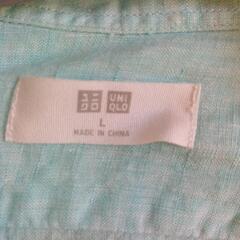 ユニ UNI
クロ QLO
L
MADE IN CHINA